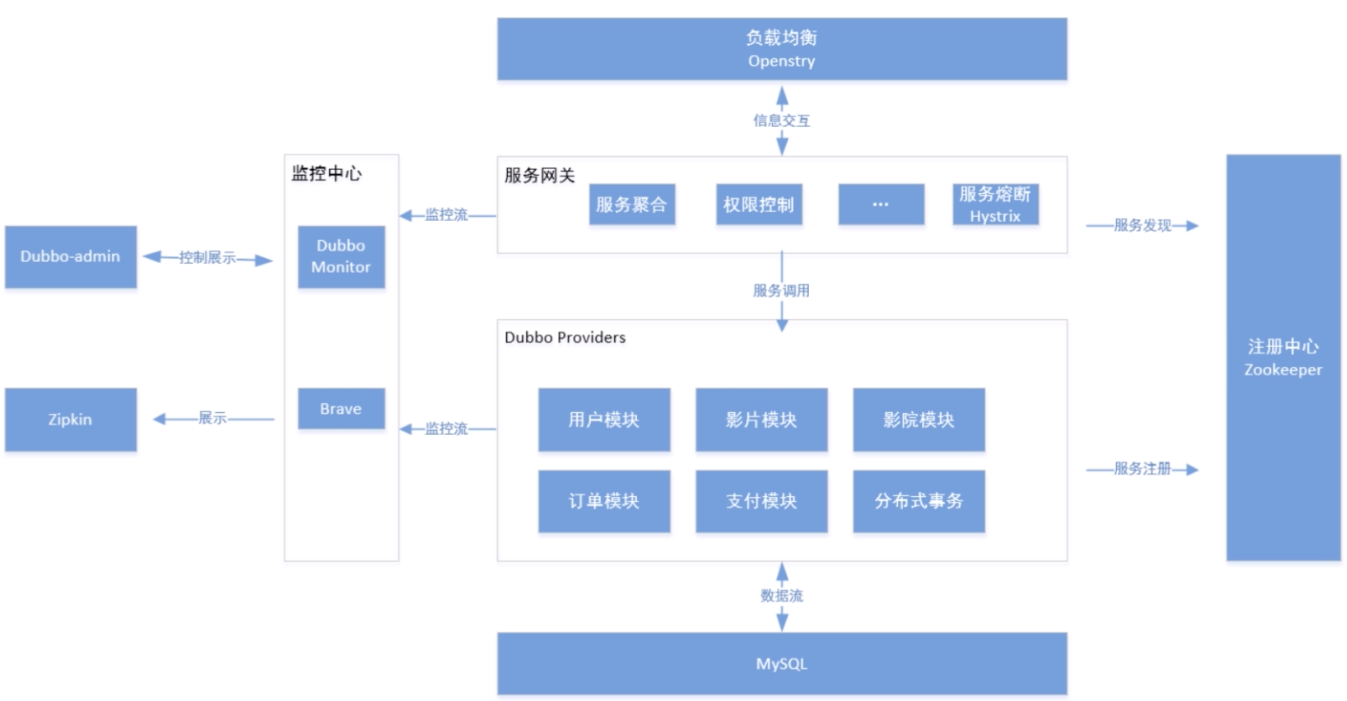 负载均衡
Openstry
信息交互
服务网关
服务聚合
权限控制
...
服务熔断
Hystrix
监控中心
监控流
服务发现
Dubbo-admin
控制展示
Dubbo
Monitor
服务调用
Dubbo Providers
注册中心
Zookeeper
Zipkin
展示
Brave
监控流
用户模块
影片模块
影院模块
服务注册
订单模块
支付模块
分布式事务
数据流
MySQL